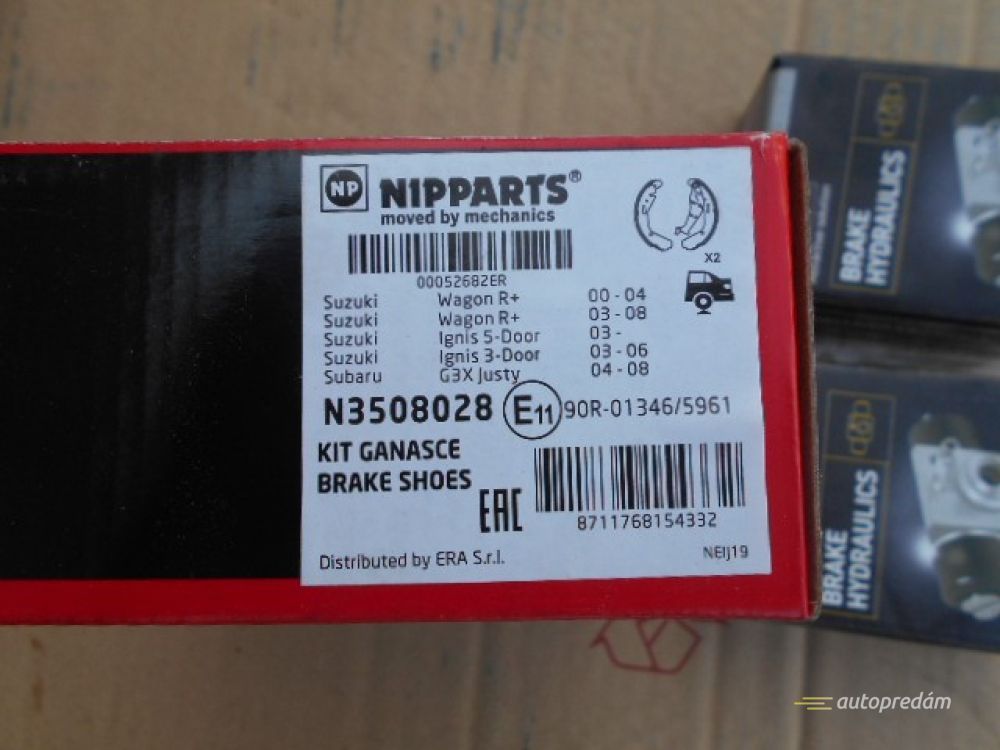 NP NIPPARTS®
moved by mechanics
00052682ER
X2
Suzuki Wagon R+ 00 - 04
Suzuki Wagon R+ 03 - 08
Suzuki Ignis 5-Door 03 -
Suzuki Ignis 3-Door 03 - 06
Subaru G3X Justy 04 - 08
N3508028 E11 90R-01346/5961
KIT GANASCE
BRAKE SHOES
EAC
8711768154332
Distributed by ERA S.r.l.
NEIJ19
BRAKE
HYDRAULICS
BRAKE
HYDRAULICS
autopredám